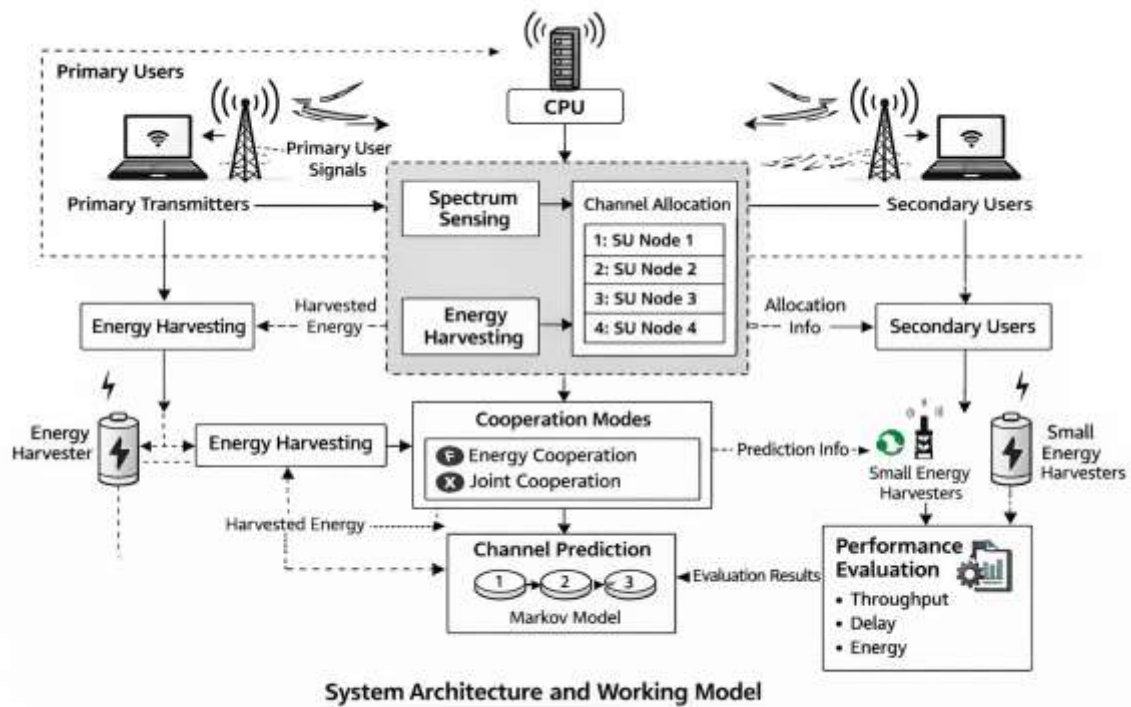 Primary Users
CPU
Primary User
Signals
Primary Transmitters
Secondary Users
Spectrum
Sensing
Channel Allocation
1: SU Node 1
2: SU Node 2
3: SU Node 3
4: SU Node 4
Energy
Harvesting
Energy Harvesting
Harvested
Energy
Allocation
Info
Secondary Users
Energy
Harvester
Energy Harvesting
Cooperation Modes
F Energy Cooperation
X Joint Cooperation
Prediction Info
Small Energy
Harvesters
Small
Energy
Harvesters
Harvested Energy
Channel Prediction
1 2 3
Markov Model
Evaluation Results
Performance
Evaluation
• Throughput
• Delay
• Energy
System Architecture and Working Model